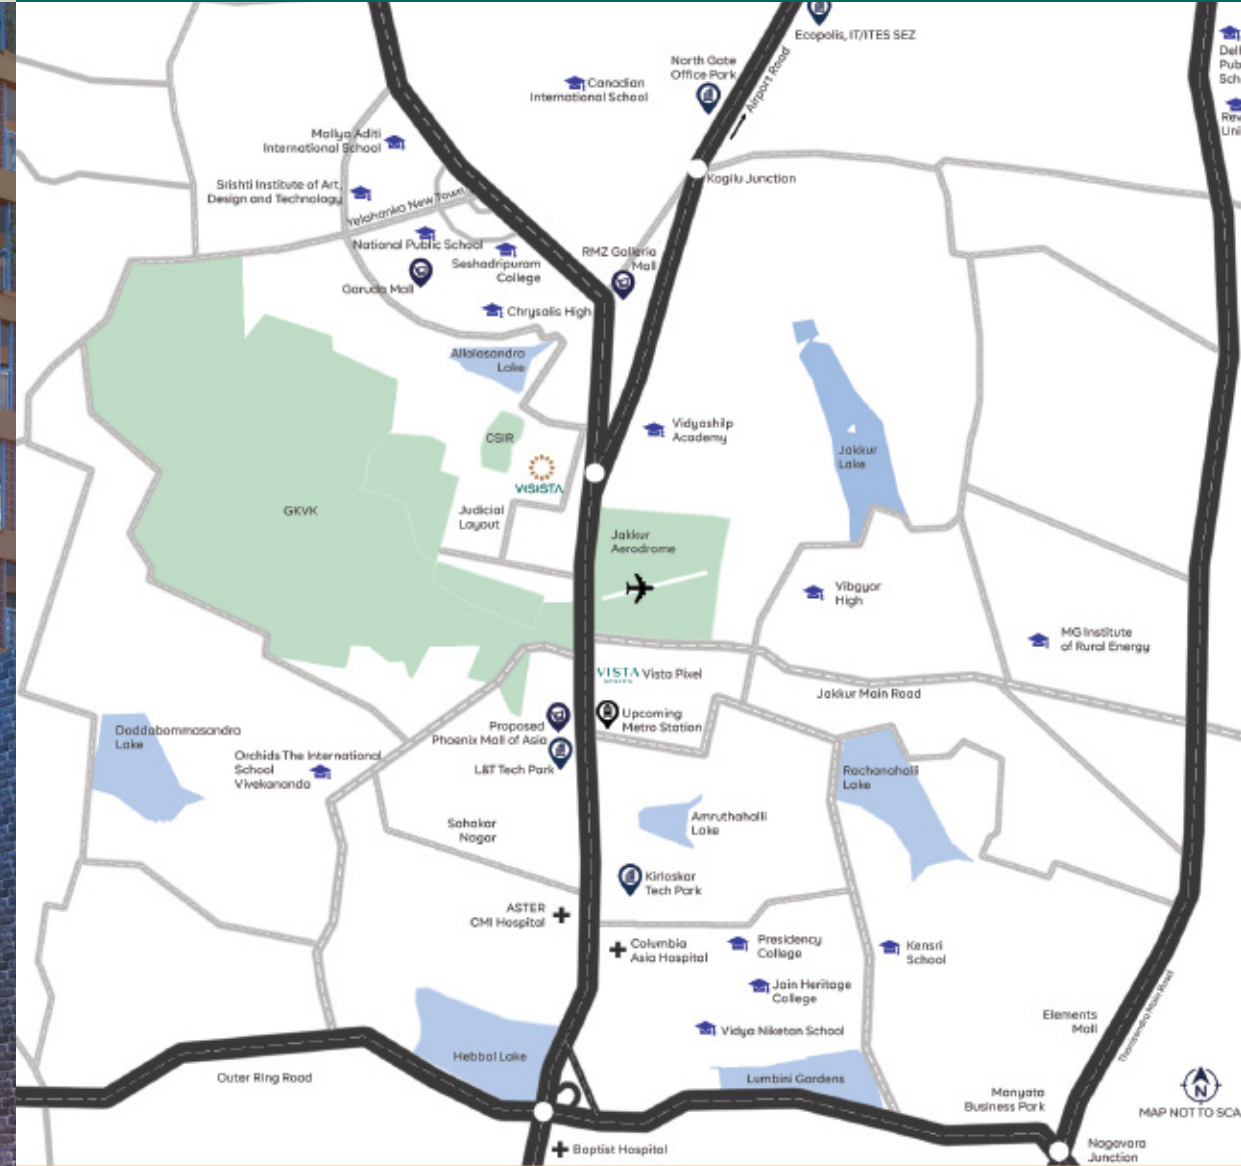 Ecopolis, IT/ITES SEZ
North Gate
Office Park
Airport Road
Canadian
International School
Mallya Aditi
International School
Srishti Institute of Art,
Design and Technology
Yelahanka New Town
Kogilu Junction
National Public School
Seshadripuram
College
RMZ Galleria
Mall
Garuda Mall
Chrysalis High
Allalasandra
Lake
CSIR
VISISTA
Vidyashilp
Academy
Jakkur
Lake
GKVK
Judicial
Layout
Jakkur
Aerodrome
Vibgyor
High
MG Institute
of Rural Energy
VISTA
Vista Pixel
Jakkur Main Road
Upcoming
Metro Station
Proposed
Phoenix Mall of Asia
L&T Tech Park
Doddabommasandra
Lake
Orchids The International
School
Vivekananda
Rachanahalli
Lake
Sahakar
Nagar
Amruthahalli
Lake
Kirloskar
Tech Park
ASTER
CMI Hospital
Columbia
Asia Hospital
Presidency
College
Kensri
School
Jain Heritage
College
Vidya Niketan School
Elements
Mall
Thanisandra Main Road
Hebbal Lake
Outer Ring Road
Lumbini Gardens
Manyata
Business Park
N
MAP NOT TO SCA
Baptist Hospital
Nagavara
Junction
Pub
Sch
Uni